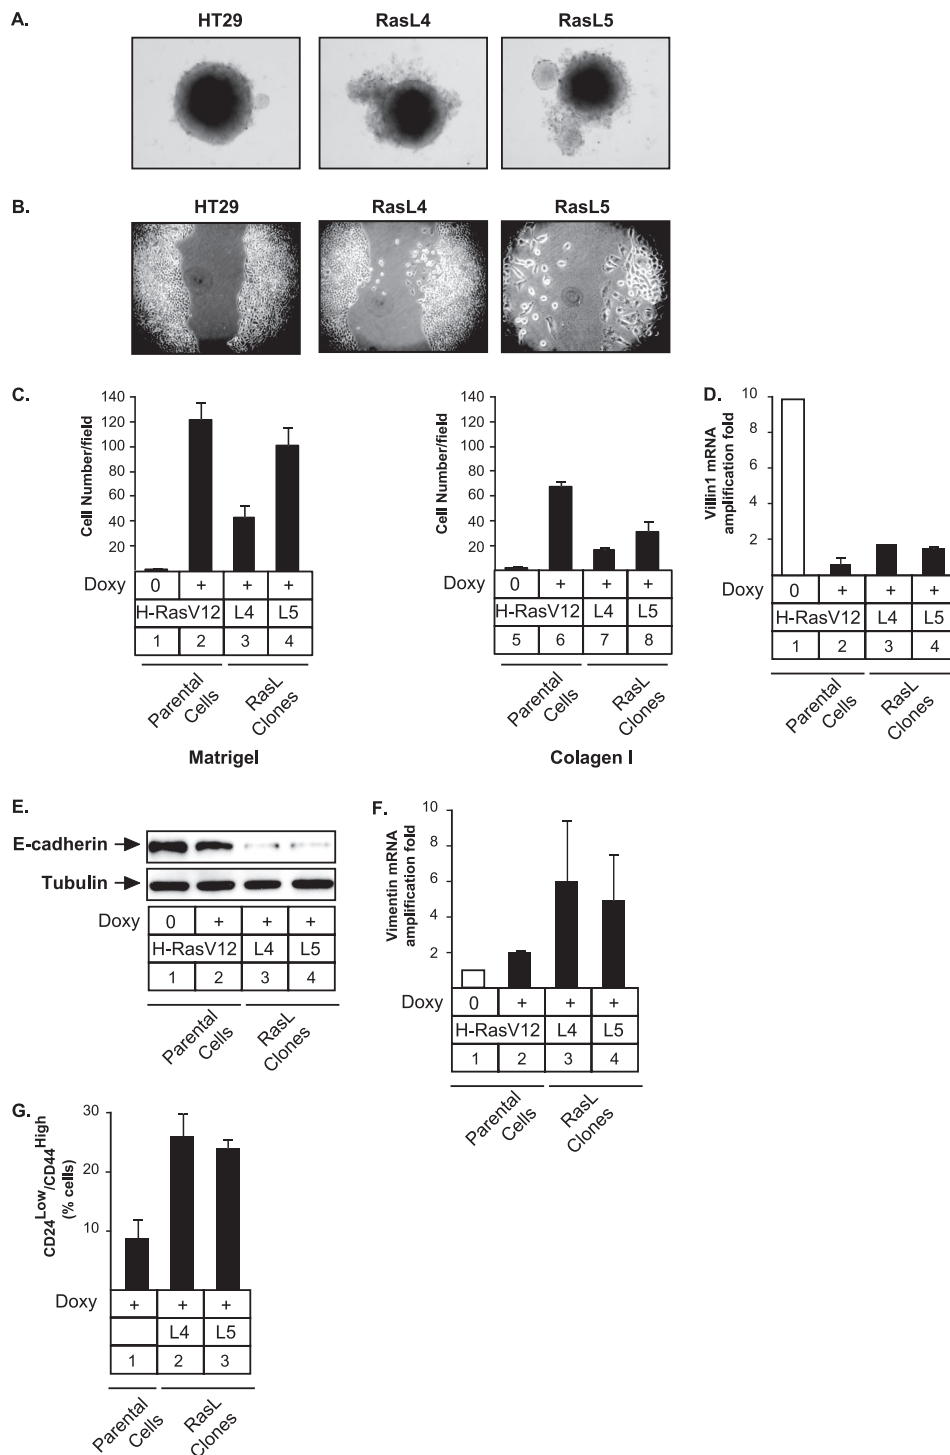 A.
HT29 RasL4 RasL5
B.
HT29 RasL4 RasL5
C.
Cell Number/field
140
120
100
80
60
40
20
Doxy 0 + + +
H-RasV12 L4 L5
1 2 3 4
Parental Cells
RasL Clones
Matrigel
Cell Number/field
140
120
100
80
60
40
20
0 + + +
H-RasV12 L4 L5
5 6 7 8
Parental Cells
RasL Clones
Colagen I
D.
Villin1 mRNA
amplification fold
10
8
6
4
2
Doxy 0 + + +
H-RasV12 L4 L5
1 2 3 4
Parental Cells
RasL Clones
E.
E-cadherin
Tubulin
Doxy 0 + + +
H-RasV12 L4 L5
1 2 3 4
Parental Cells
RasL Clones
F.
Vimentin mRNA
amplification fold
10
8
6
4
2
Doxy 0 + + +
H-RasV12 L4 L5
1 2 3 4
Parental Cells
RasL Clones
G.
CD24Low/CD44High
(% cells)
30
20
10
Doxy + + +
L4 L5
1 2 3
Parental Cells
RasL Clones